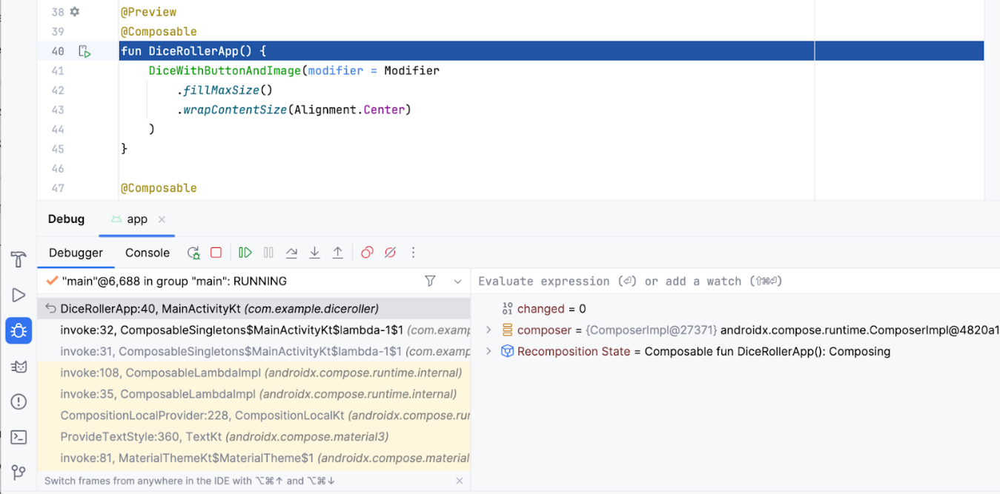 38 @Preview
39 @Composable
40 fun DiceRollerApp() {
41 DiceWithButtonAndImage(modifier = Modifier
42 .fillMaxSize()
43 .wrapContentSize(Alignment.Center)
44 )
45 }
46
47 @Composable
Debug app
Debugger Console
"main"@6,688 in group "main": RUNNING
Evaluate expression (⏎) or add a watch (⇧⌘⏎)
DiceRollerApp:40, MainActivityKt (com.example.diceroller)
invoke:32, ComposableSingletons$MainActivityKt$lambda-1$1 (com.examp
invoke:31, ComposableSingletons$MainActivityKt$lambda-1$1 (com.examp
invoke:108, ComposableLambdaImpl (androidx.compose.runtime.internal)
invoke:35, ComposableLambdaImpl (androidx.compose.runtime.internal)
CompositionLocalProvider:228, CompositionLocalKt (androidx.compose.ru
ProvideTextStyle:360, TextKt (androidx.compose.material3)
invoke:81, MaterialThemeKt$MaterialTheme$1 (androidx.compose.material
Switch frames from anywhere in the IDE with ⌥⌘↑ and ⌥⌘↓
changed = 0
composer = {ComposerImpl@27371} androidx.compose.runtime.ComposerImpl@4820a1
Recomposition State = Composable fun DiceRollerApp(): Composing